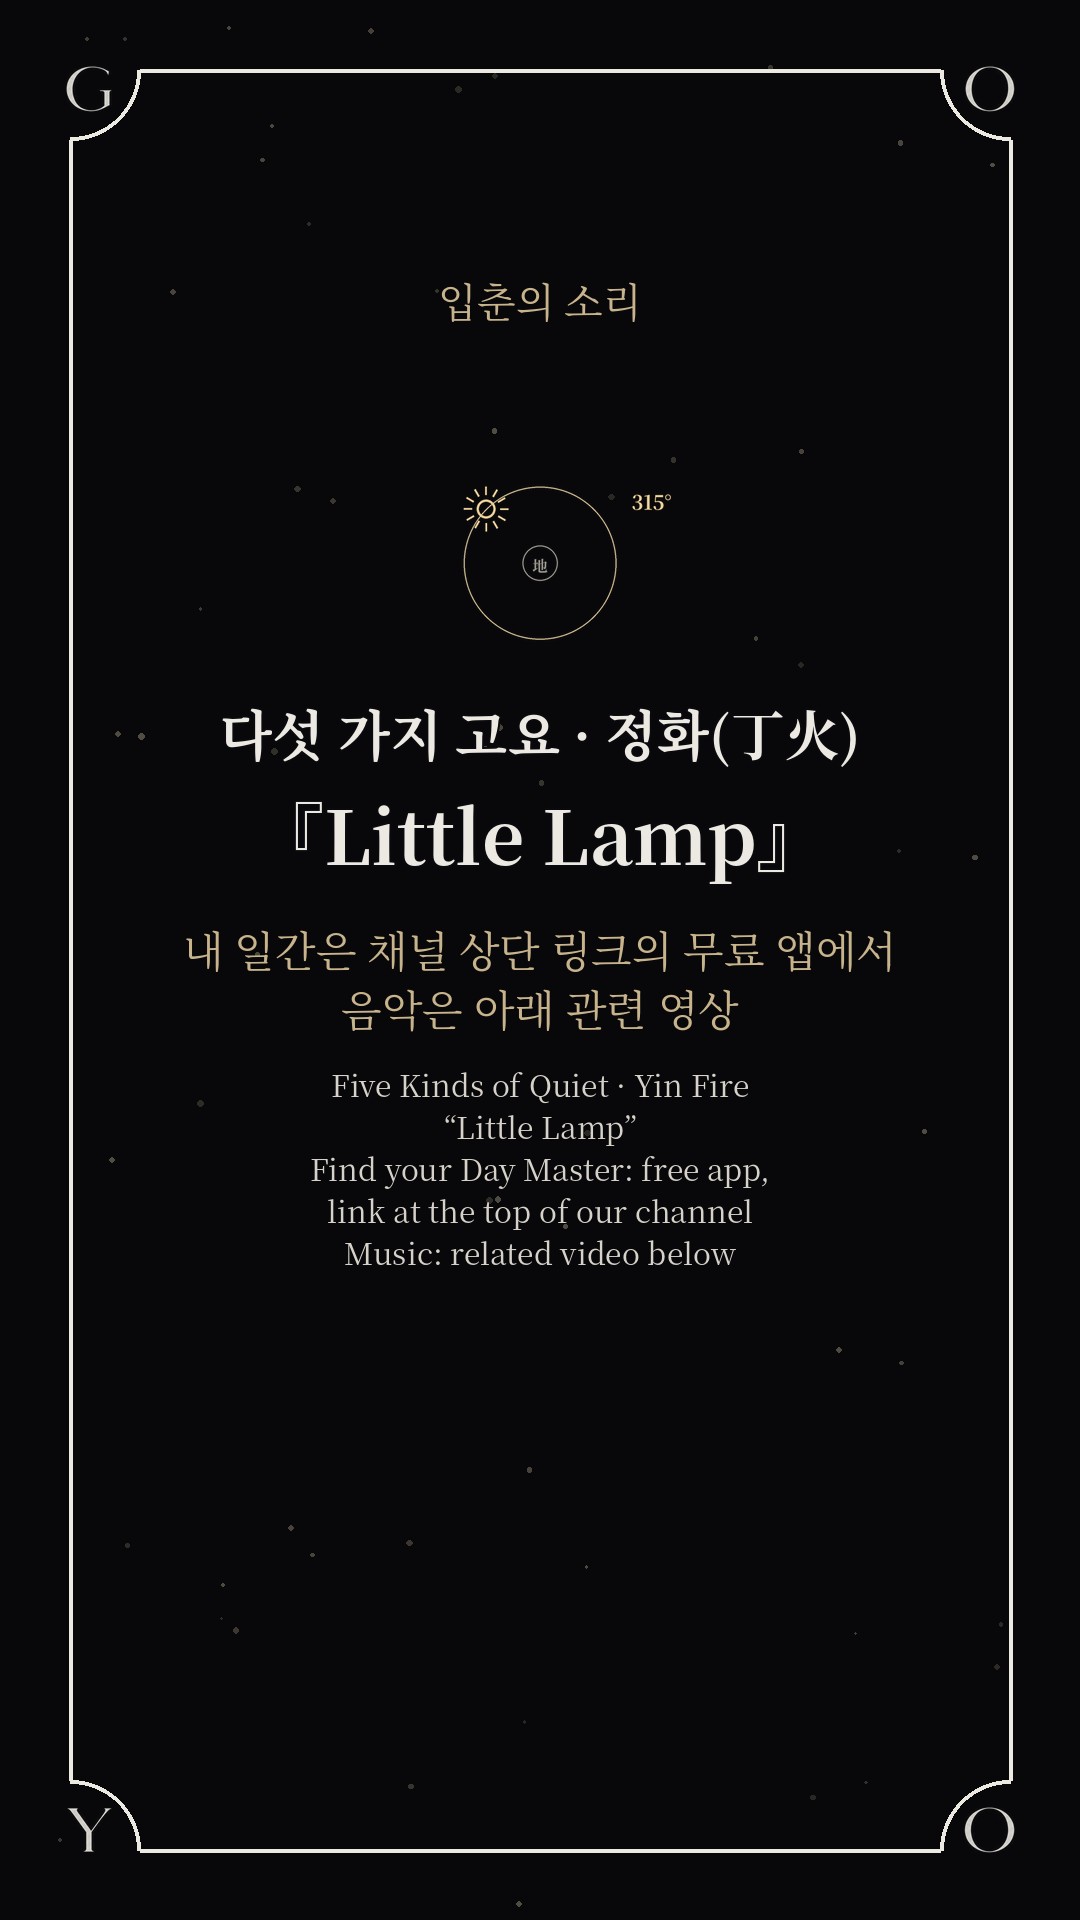 G O
입춘의 소리
315°
地
다섯 가지 고요 · 정화(丁火)
『Little Lamp』
내 일간은 채널 상단 링크의 무료 앱에서
음악은 아래 관련 영상
Five Kinds of Quiet · Yin Fire
“Little Lamp”
Find your Day Master: free app,
link at the top of our channel
Music: related video below
Y O